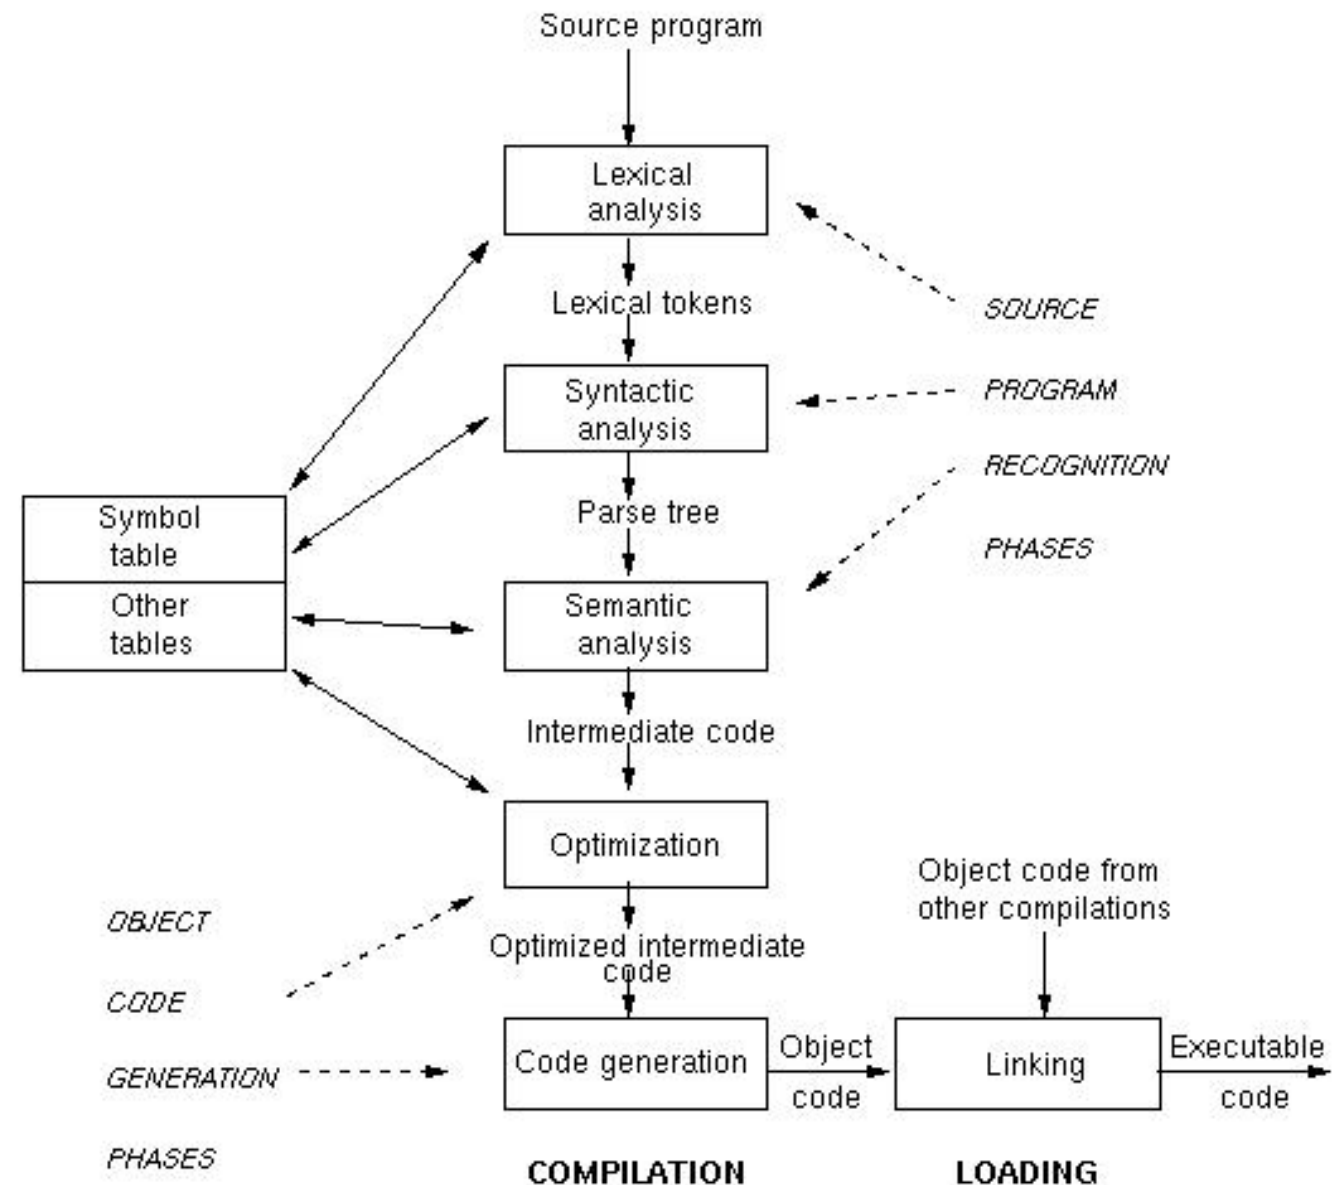 Source program
Lexical
analysis
Lexical tokens
SOURCE
Syntactic
analysis
PROGRAM
RECOGNITION
Parse tree
PHASES
Symbol
table
Other
tables
Semantic
analysis
Intermediate code
Optimization
Object code from
other compilations
OBJECT
Optimized intermediate
code
CODE
GENERATION
PHASES
Code generation
Object
code
Linking
Executable
code
COMPILATION
LOADING